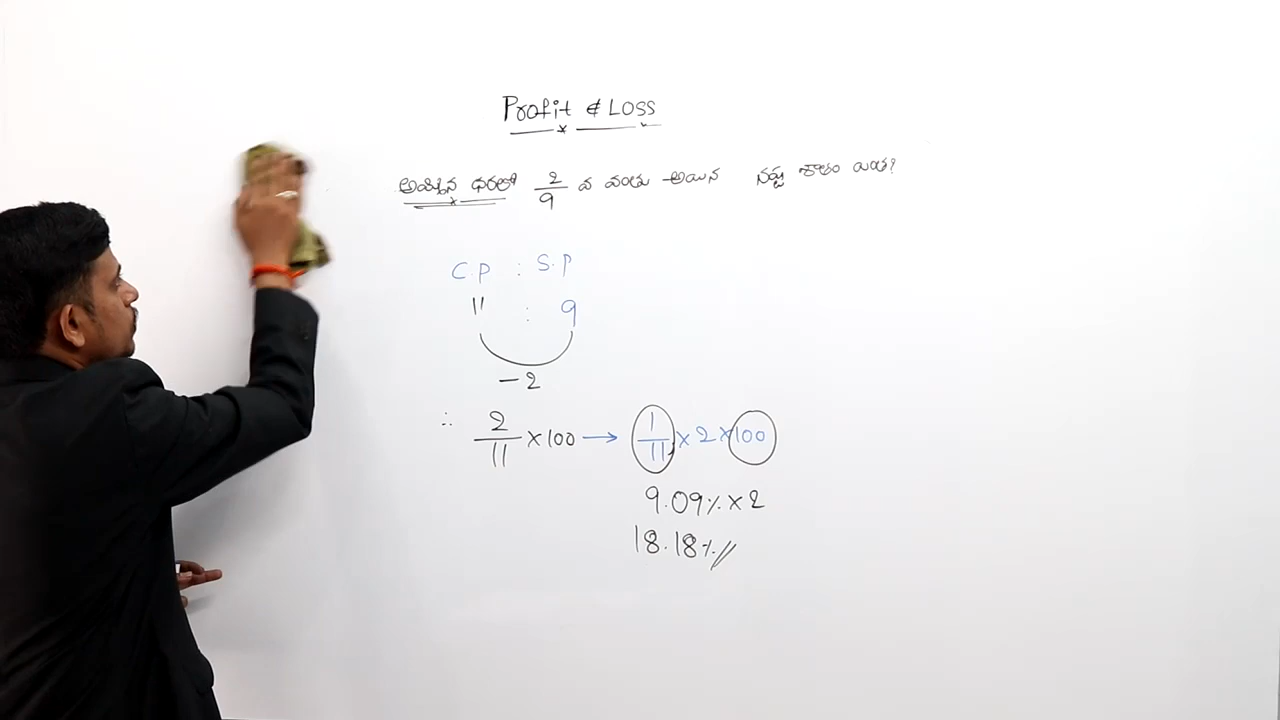 Profit & Loss
అమ్మిన ధరలో 2/9 వ వంతు అయిన నష్ట శాతం ఎంత?
C.P : S.P
11 : 9
-2
∴ 2/11 × 100 → 1/11 × 2 × 100
9.09% × 2
18.18%